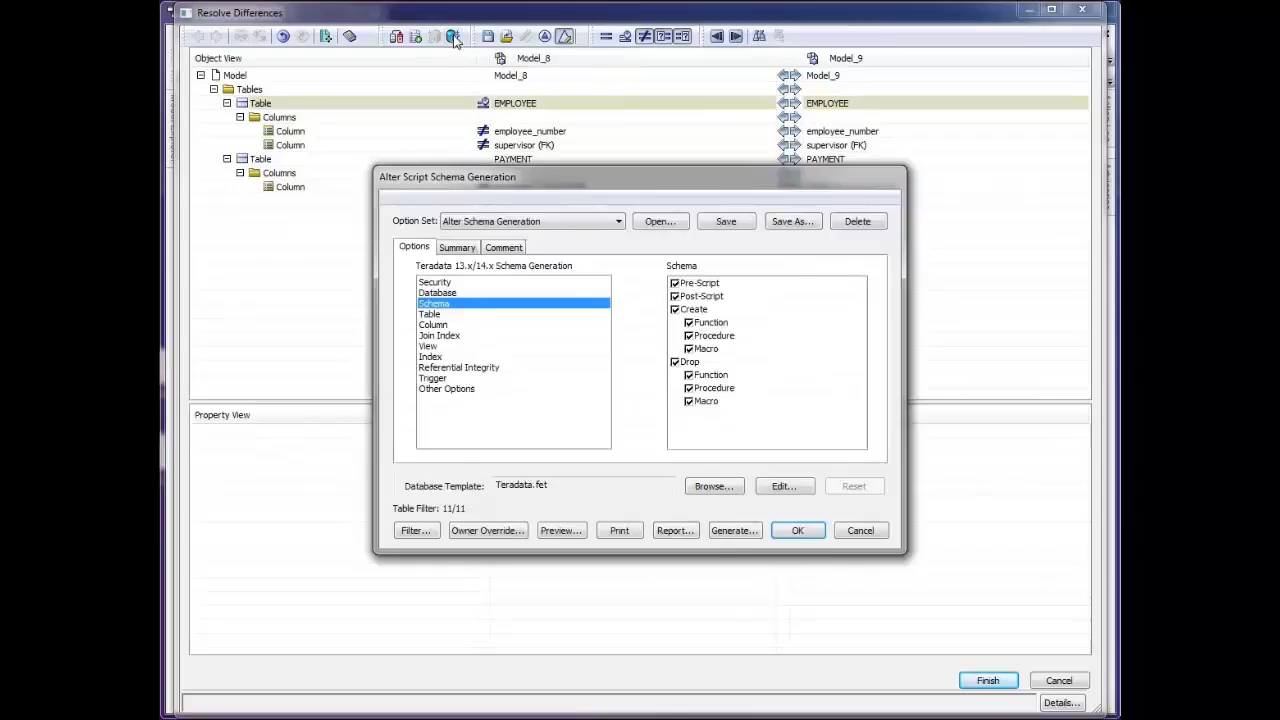 Resolve Differences
Object View
Model_8
Model_9
Model
Model_8
Model_9
Tables
Table
EMPLOYEE
EMPLOYEE
Columns
Column
employee_number
employee_number
Column
supervisor (FK)
supervisor (FK)
Table
PAYMENT
PAYMENT
Columns
Column
Property View
Alter Script Schema Generation
Option Set:
Alter Schema Generation
Open...
Save
Save As...
Delete
Options
Summary
Comment
Teradata 13.x/14.x Schema Generation
Security
Database
Schema
Table
Column
Join Index
View
Index
Referential Integrity
Trigger
Other Options
Schema
Pre-Script
Post-Script
Create
Function
Procedure
Macro
Drop
Function
Procedure
Macro
Database Template:
Teradata.fet
Browse...
Edit...
Reset
Table Filter: 11/11
Filter...
Owner Override...
Preview...
Print
Report...
Generate...
OK
Cancel
Finish
Cancel
Details...